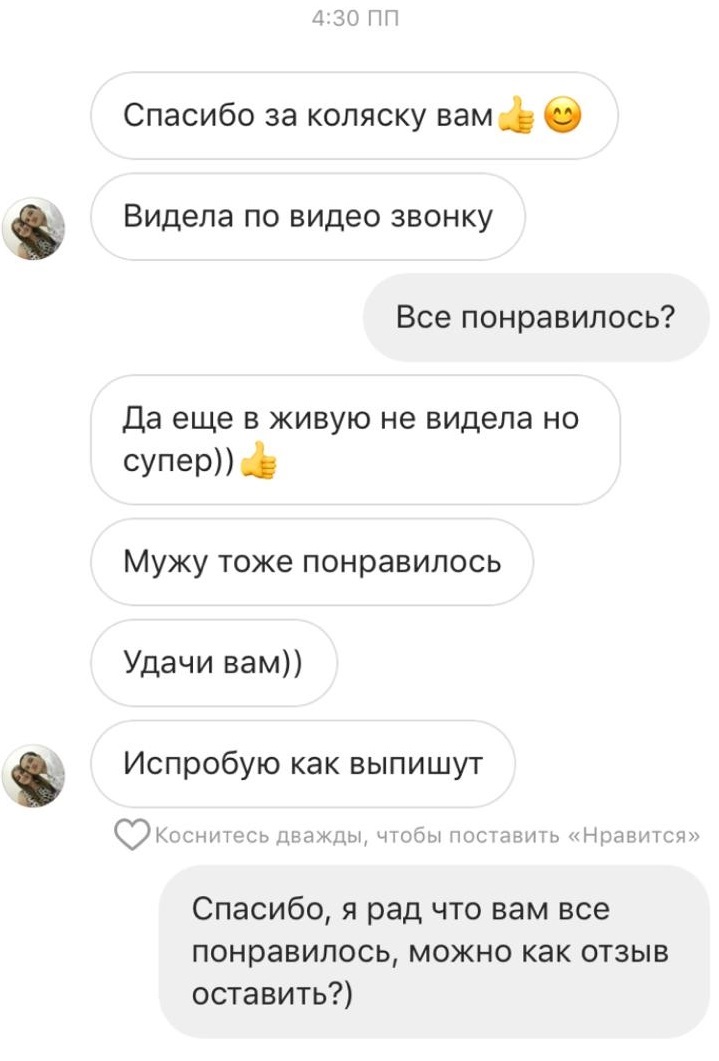 4:30 ПП
Спасибо за коляску вам👍😊
Видела по видео звонку
Все понравилось?
Да еще в живую не видела но
супер))👍
Мужу тоже понравилось
Удачи вам))
Испробую как выпишут
Коснитесь дважды, чтобы поставить «Нравится»
Спасибо, я рад что вам все
понравилось, можно как отзыв
оставить?)